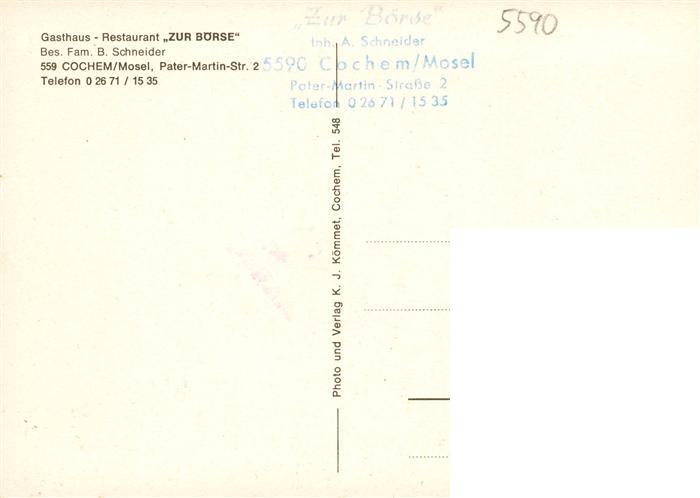 Gasthaus - Restaurant „ZUR BÖRSE“
Bes. Fam. B. Schneider
559 COCHEM/Mosel, Pater-Martin-Str. 2
Telefon 0 26 71 / 15 35
"Zur Börse"
Inh. A. Schneider
5590 Cochem/Mosel
Pater-Martin-Straße 2
Telefon 0 26 71 / 15 35
5590
Photo und Verlag K. J. Kömmet, Cochem, Tel. 548